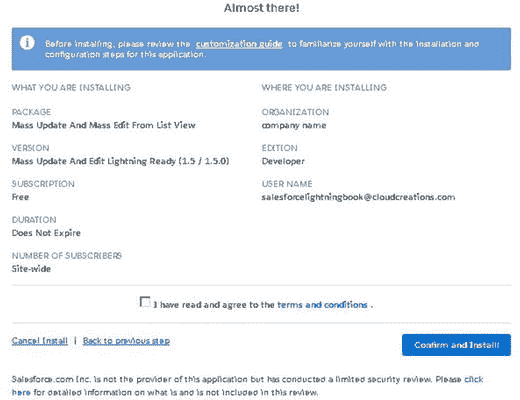 Almost there!
Before installing, please review the customization guide to familiarize yourself with the installation and
configuration steps for this application.
WHAT YOU ARE INSTALLING
PACKAGE
Mass Update And Mass Edit From List View
VERSION
Mass Update And Edit Lightning Ready (1.5 / 1.5.0)
SUBSCRIPTION
Free
DURATION
Does Not Expire
NUMBER OF SUBSCRIBERS
Site-wide
WHERE YOU ARE INSTALLING
ORGANIZATION
company name
EDITION
Developer
USER NAME
salesforcelightningbook@cloudcreations.com
I have read and agree to the terms and conditions .
Cancel Install | Back to previous step
Confirm and Install!
Salesforce.com Inc. is not the provider of this application but has conducted a limited security review. Please click
here for detailed information on what is and is not included in this review.